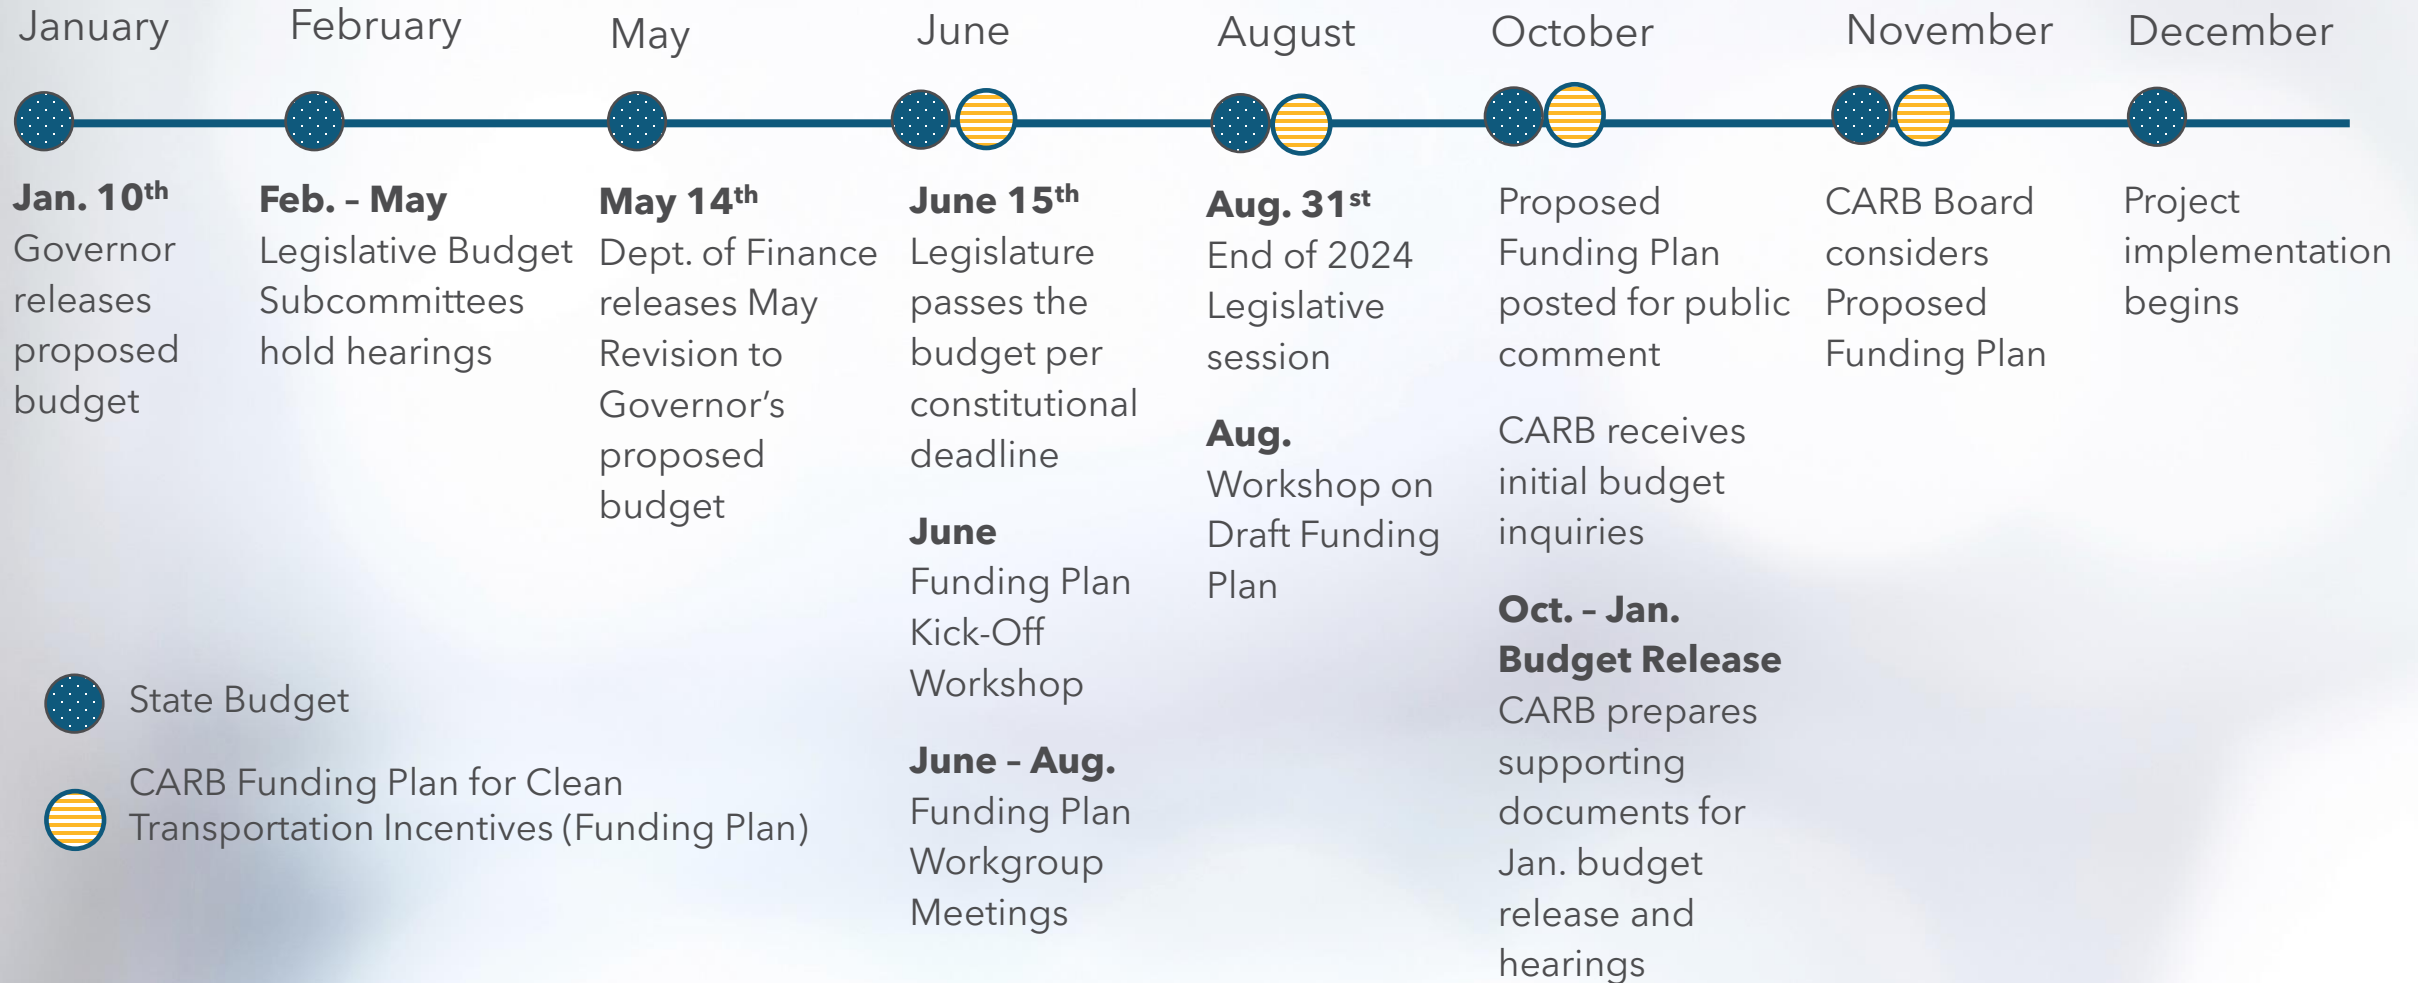 January
February
May
June
August
October
November
December
Jan. 10th
Governor
releases
proposed
budget
Feb. – May
Legislative Budget
Subcommittees
hold hearings
May 14th
Dept. of Finance
releases May
Revision to
Governor’s
proposed
budget
June 15th
Legislature
passes the
budget per
constitutional
deadline
June
Funding Plan
Kick-Off
Workshop
June – Aug.
Funding Plan
Workgroup
Meetings
Aug. 31st
End of 2024
Legislative
session
Aug.
Workshop on
Draft Funding
Plan
Proposed
Funding Plan
posted for public
comment
CARB receives
initial budget
inquiries
Oct. – Jan.
Budget Release
CARB prepares
supporting
documents for
Jan. budget
release and
hearings
CARB Board
considers
Proposed
Funding Plan
Project
implementation
begins
State Budget
CARB Funding Plan for Clean
Transportation Incentives (Funding Plan)